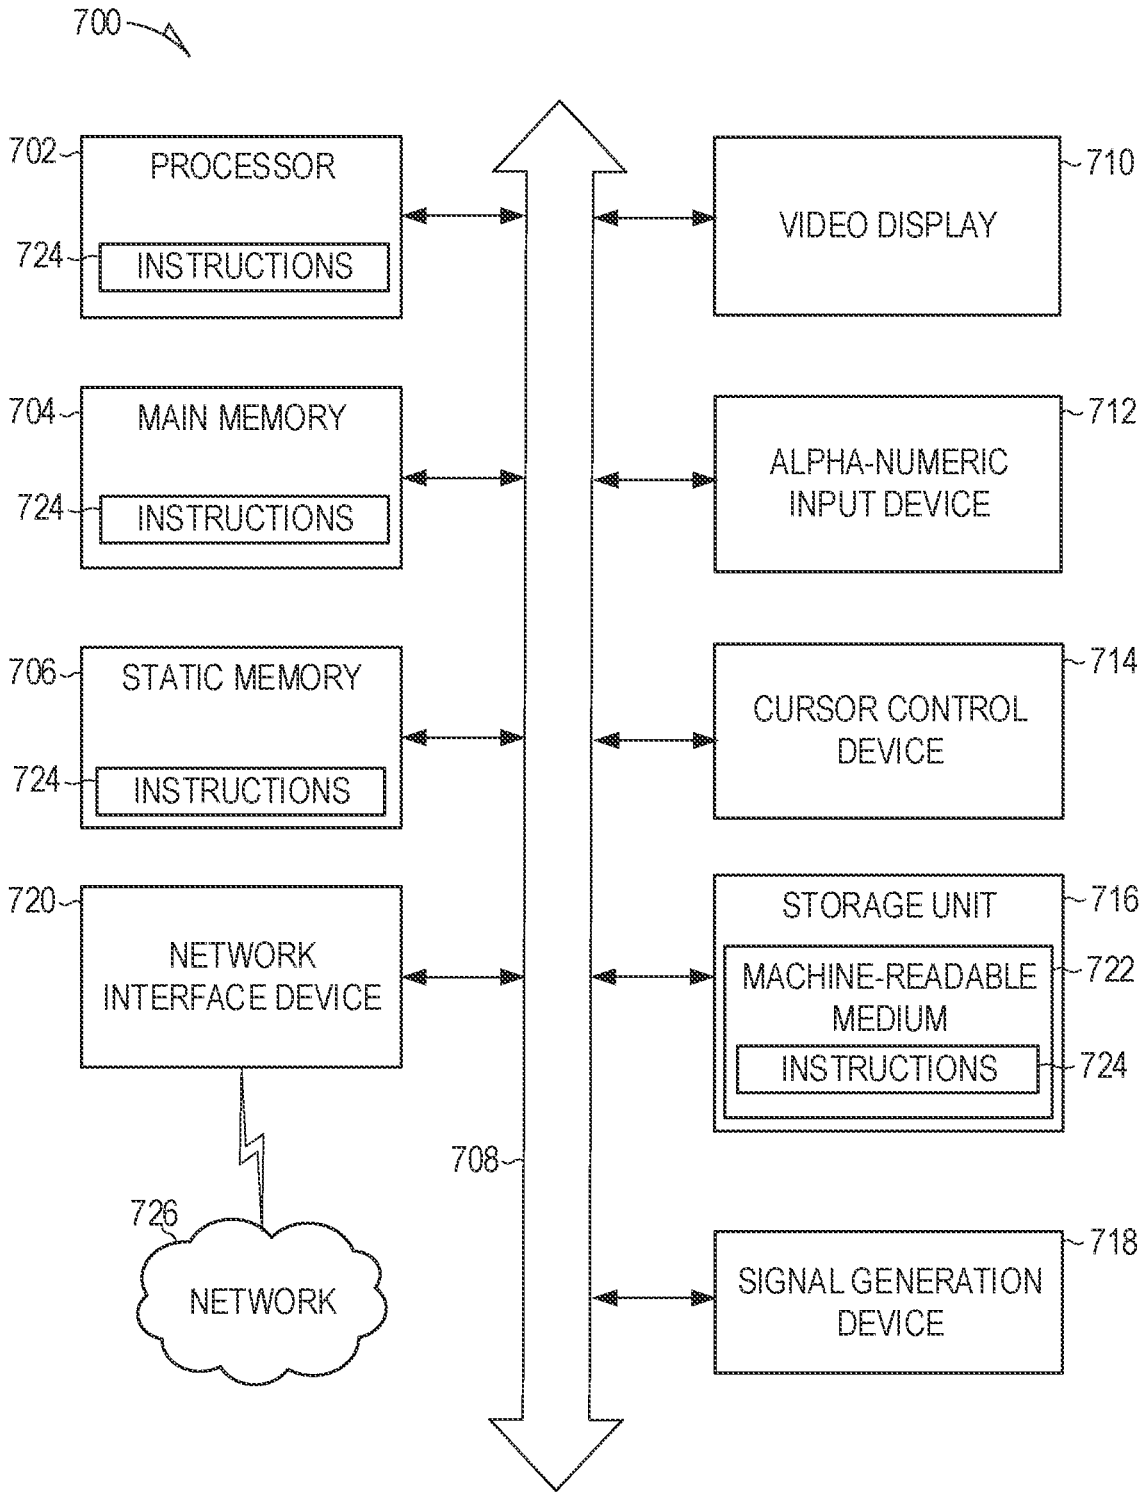 700
702
PROCESSOR
724
INSTRUCTIONS
704
MAIN MEMORY
724
INSTRUCTIONS
706
STATIC MEMORY
724
INSTRUCTIONS
720
NETWORK
INTERFACE DEVICE
726
NETWORK
708
710
VIDEO DISPLAY
712
ALPHA-NUMERIC
INPUT DEVICE
714
CURSOR CONTROL
DEVICE
716
STORAGE UNIT
722
MACHINE-READABLE
MEDIUM
724
INSTRUCTIONS
718
SIGNAL GENERATION
DEVICE